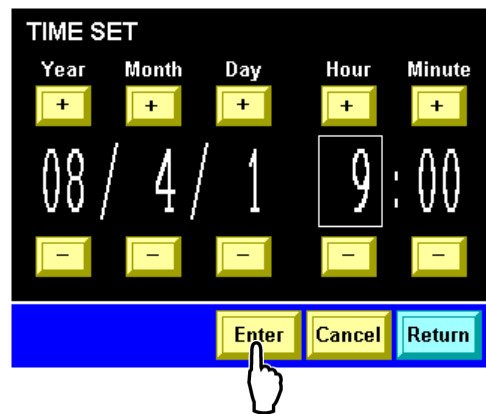 TIME SET
Year Month Day Hour Minute
+ + + + +
08/ 4/ 1 9:00
− − − − −
Enter Cancel Return